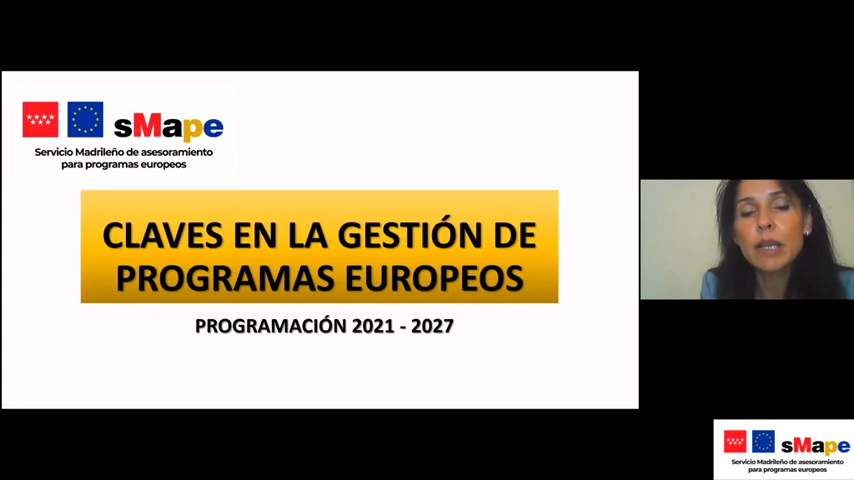 sMape
Servicio Madrileño de asesoramiento
para programas europeos
CLAVES EN LA GESTIÓN DE
PROGRAMAS EUROPEOS
PROGRAMACIÓN 2021 - 2027
sMape
Servicio Madrileño de asesoramiento
para programas europeos